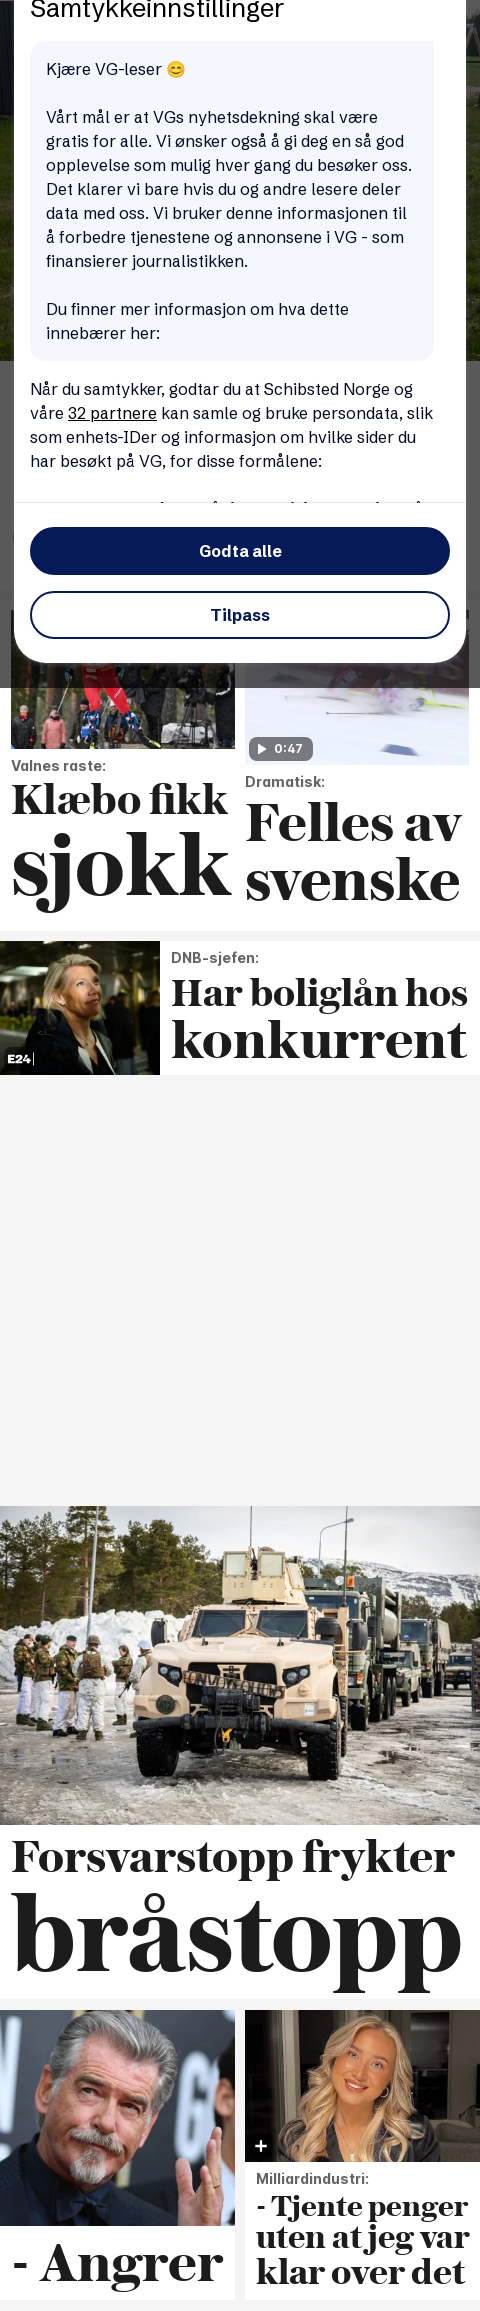 Samtykkeinnstillinger
Kjære VG-leser 😊
Vårt mål er at VGs nyhetsdekning skal være
gratis for alle. Vi ønsker også å gi deg en så god
opplevelse som mulig hver gang du besøker oss.
Det klarer vi bare hvis du og andre lesere deler
data med oss. Vi bruker denne informasjonen til
å forbedre tjenestene og annonsene i VG - som
finansierer journalistikken.
Du finner mer informasjon om hva dette
innebærer her:
Når du samtykker, godtar du at Schibsted Norge og
våre 32 partnere kan samle og bruke persondata, slik
som enhets-IDer og informasjon om hvilke sider du
har besøkt på VG, for disse formålene:
Godta alle
Tilpass
0:47
Valnes raste:
Klæbo fikk
sjokk
Dramatisk:
Felles av
svenske
E24
DNB-sjefen:
Har boliglån hos
konkurrent
Forsvarstopp frykter
bråstopp
- Angrer
Milliardindustri:
- Tjente penger
uten at jeg var
klar over det